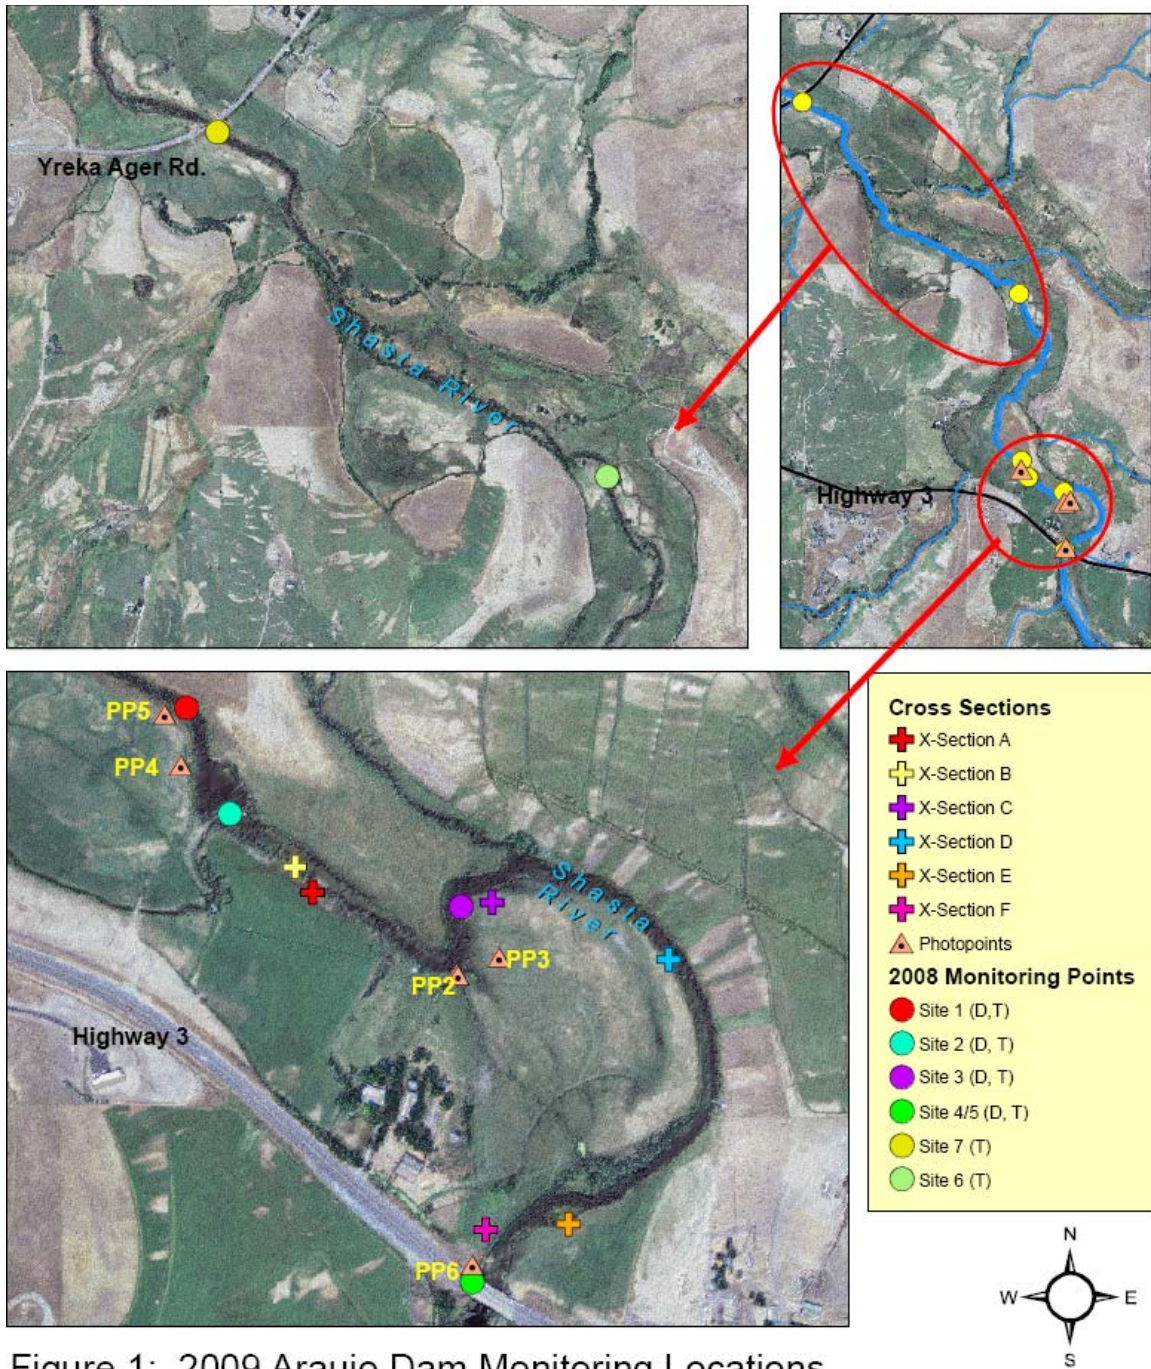 Yreka Ager Rd.
Shasta River
Highway 3
PP5
PP4
Shasta
River
PP3
PP2
Highway 3
PP6
Cross Sections
X-Section A
X-Section B
X-Section C
X-Section D
X-Section E
X-Section F
Photopoints
2008 Monitoring Points
Site 1 (D,T)
Site 2 (D, T)
Site 3 (D, T)
Site 4/5 (D, T)
Site 7 (T)
Site 6 (T)
N
W E
S
Figure 1: 2009 Araujo Dam Monitoring Locations